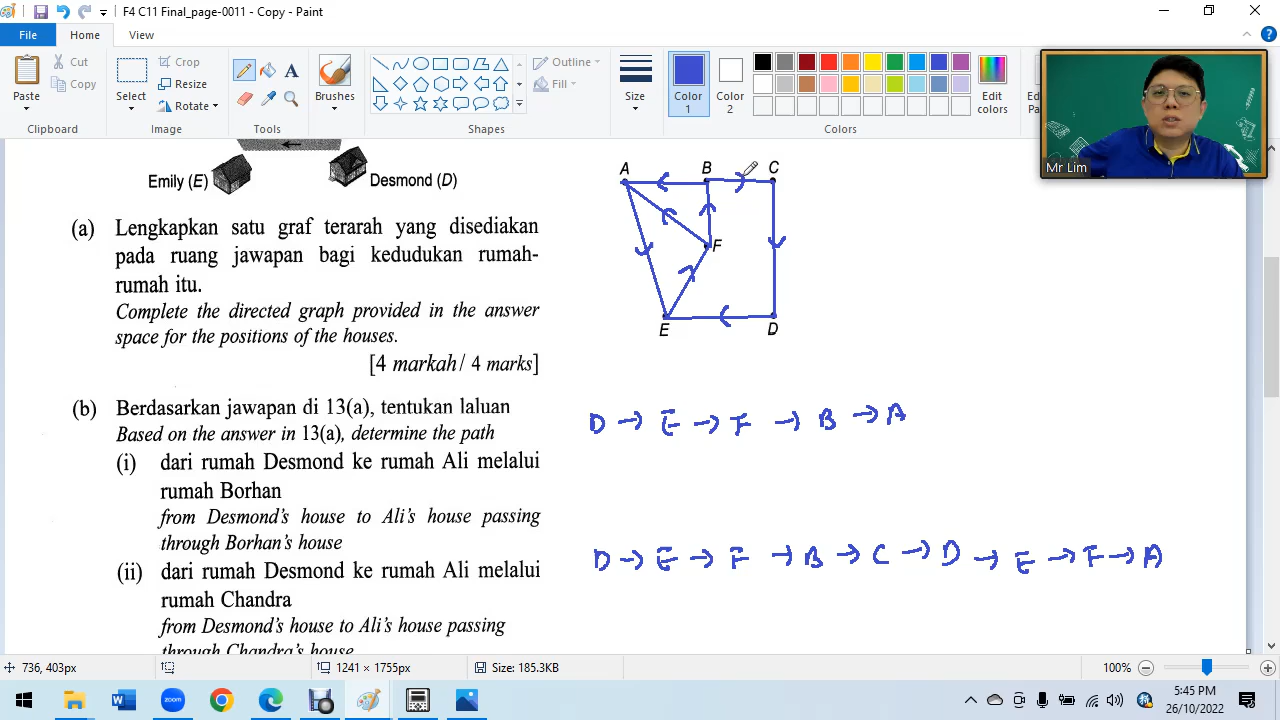 F4 C11 Final_page-0011 - Copy - Paint
File
Home
View
Paste
Cut
Copy
Select
Crop
Resize
Rotate
A
Brushes
Outline
Fill
Size
Color
1
Color
2
Edit
colors
Clipboard
Image
Tools
Shapes
Colors
Mr Lim
Emily (E)
Desmond (D)
(a) Lengkapkan satu graf terarah yang disediakan
pada ruang jawapan bagi kedudukan rumah-
rumah itu.
Complete the directed graph provided in the answer
space for the positions of the houses.
[4 markah / 4 marks]
(b) Berdasarkan jawapan di 13(a), tentukan laluan
Based on the answer in 13(a), determine the path
(i) dari rumah Desmond ke rumah Ali melalui
rumah Borhan
from Desmond's house to Ali's house passing
through Borhan's house
(ii) dari rumah Desmond ke rumah Ali melalui
rumah Chandra
from Desmond's house to Ali's house passing
through Chandra's house
A B C
F
E D
D → E → F → B → A
D → E → F → B → C → D → E → F → A
736, 403px
1241 × 1755px
Size: 185.3KB
100%
5:45 PM
26/10/2022